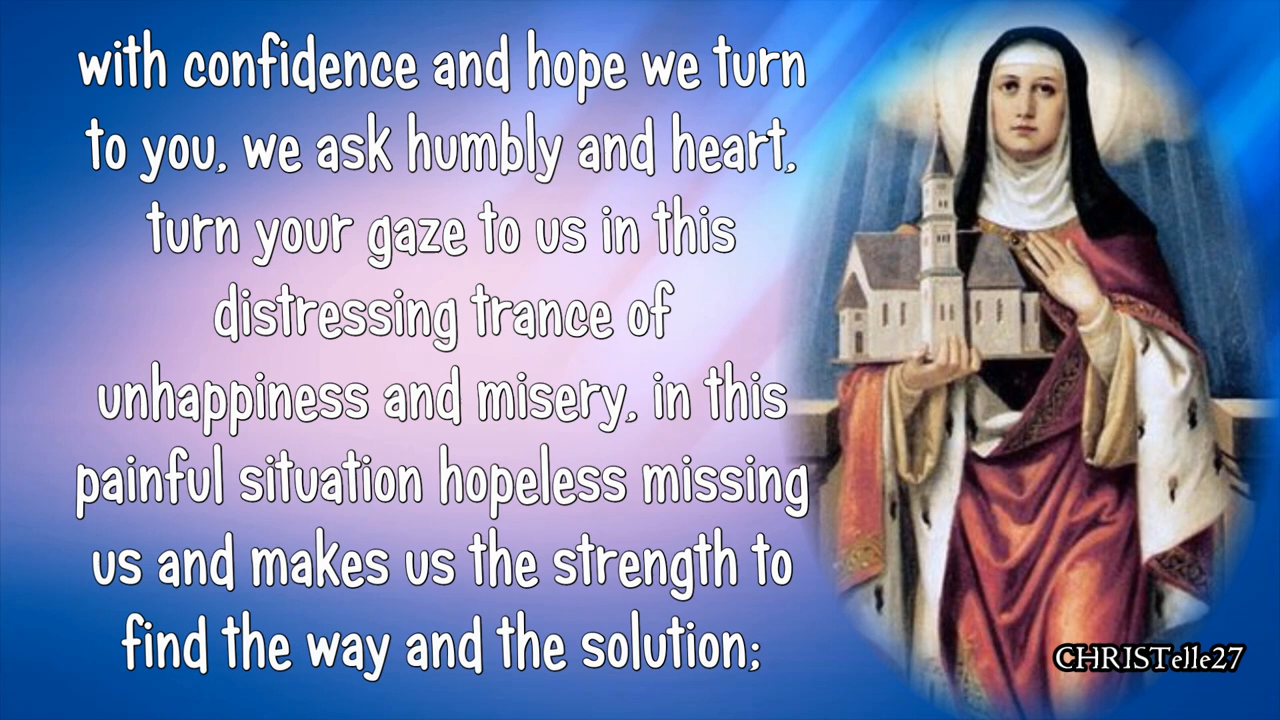 with confidence and hope we turn
to you, we ask humbly and heart,
turn your gaze to us in this
distressing trance of
unhappiness and misery, in this
painful situation hopeless missing
us and makes us the strength to
find the way and the solution;
CHRISTelle27